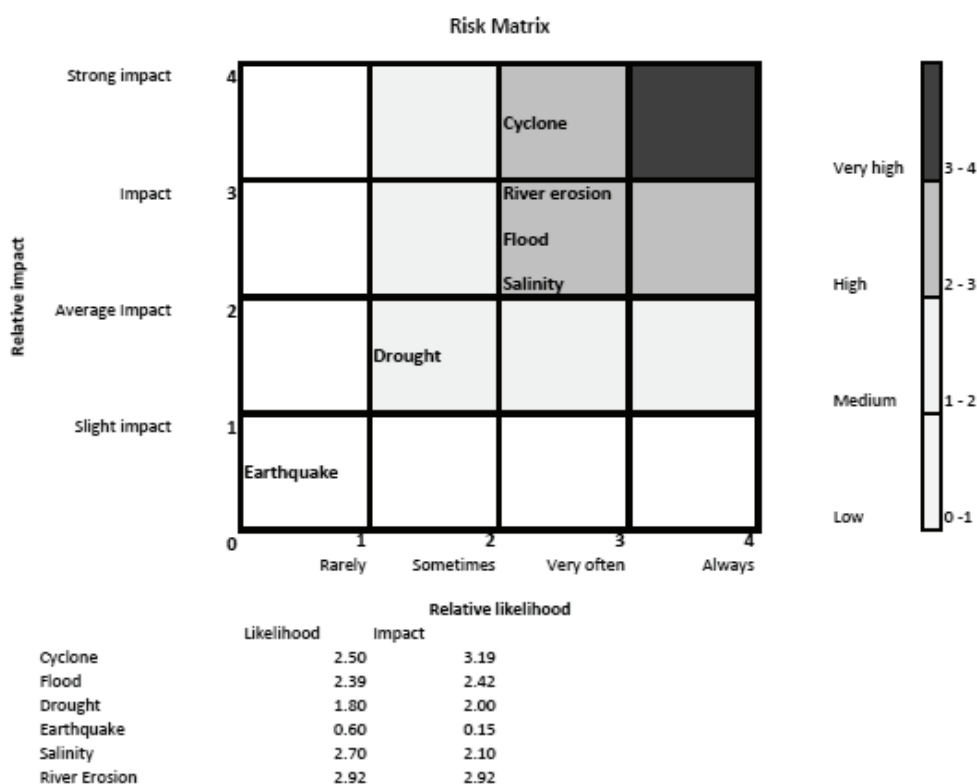 Risk Matrix
Strong impact 4
Cyclone
Very high 3 - 4
Impact 3 River erosion
Flood
Relative impact
High 2 - 3
Salinity
Average Impact 2
Drought
Medium 1 - 2
Slight impact 1
Earthquake
Low 0 -1
0 1 2 3 4
Rarely Sometimes Very often Always
Relative likelihood
Likelihood Impact
Cyclone 2.50 3.19
Flood 2.39 2.42
Drought 1.80 2.00
Earthquake 0.60 0.15
Salinity 2.70 2.10
River Erosion 2.92 2.92